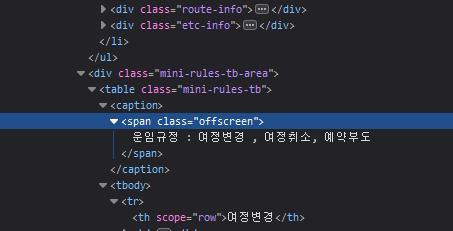 <div class="route-info">⋯</div>
<div class="etc-info">⋯</div>
</li>
</ul>
<div class="mini-rules-tb-area">
<table class="mini-rules-tb">
<caption>
<span class="offscreen">
운임규정 : 여정변경 , 여정취소, 예약부도
</span>
</caption>
<tbody>
<tr>
<th scope="row">여정변경</th>